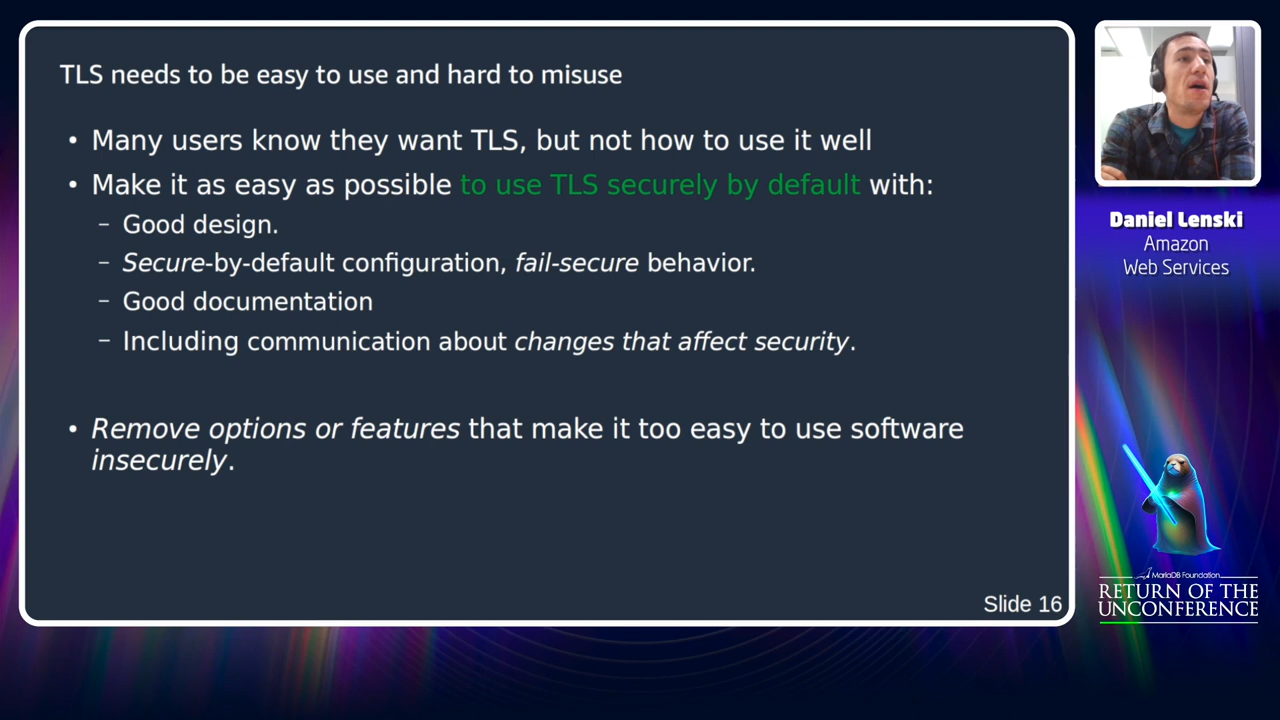 TLS needs to be easy to use and hard to misuse
• Many users know they want TLS, but not how to use it well
• Make it as easy as possible to use TLS securely by default with:
– Good design.
– Secure-by-default configuration, fail-secure behavior.
– Good documentation
– Including communication about changes that affect security.
• Remove options or features that make it too easy to use software
insecurely.
Slide 16
Daniel Lenski
Amazon
Web Services
MariaDB Foundation
RETURN OF THE
UNCONFERENCE